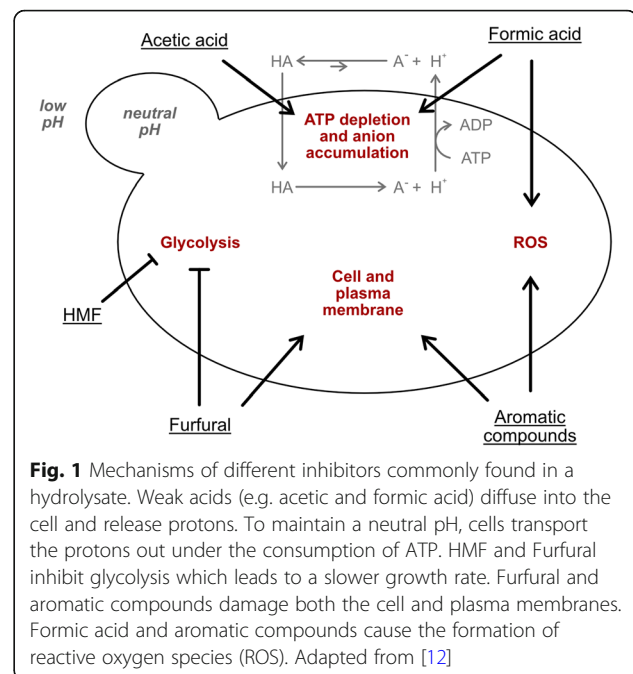 Acetic acid
Formic acid
HA
A⁻ + H⁺
low
pH
neutral
pH
ATP depletion
and anion
accumulation
ADP
ATP
HA
A⁻ + H⁺
Glycolysis
ROS
Cell and
plasma
membrane
HMF
Furfural
Aromatic
compounds
Fig. 1 Mechanisms of different inhibitors commonly found in a
hydrolysate. Weak acids (e.g. acetic and formic acid) diffuse into the
cell and release protons. To maintain a neutral pH, cells transport
the protons out under the consumption of ATP. HMF and Furfural
inhibit glycolysis which leads to a slower growth rate. Furfural and
aromatic compounds damage both the cell and plasma membranes.
Formic acid and aromatic compounds cause the formation of
reactive oxygen species (ROS). Adapted from [12]